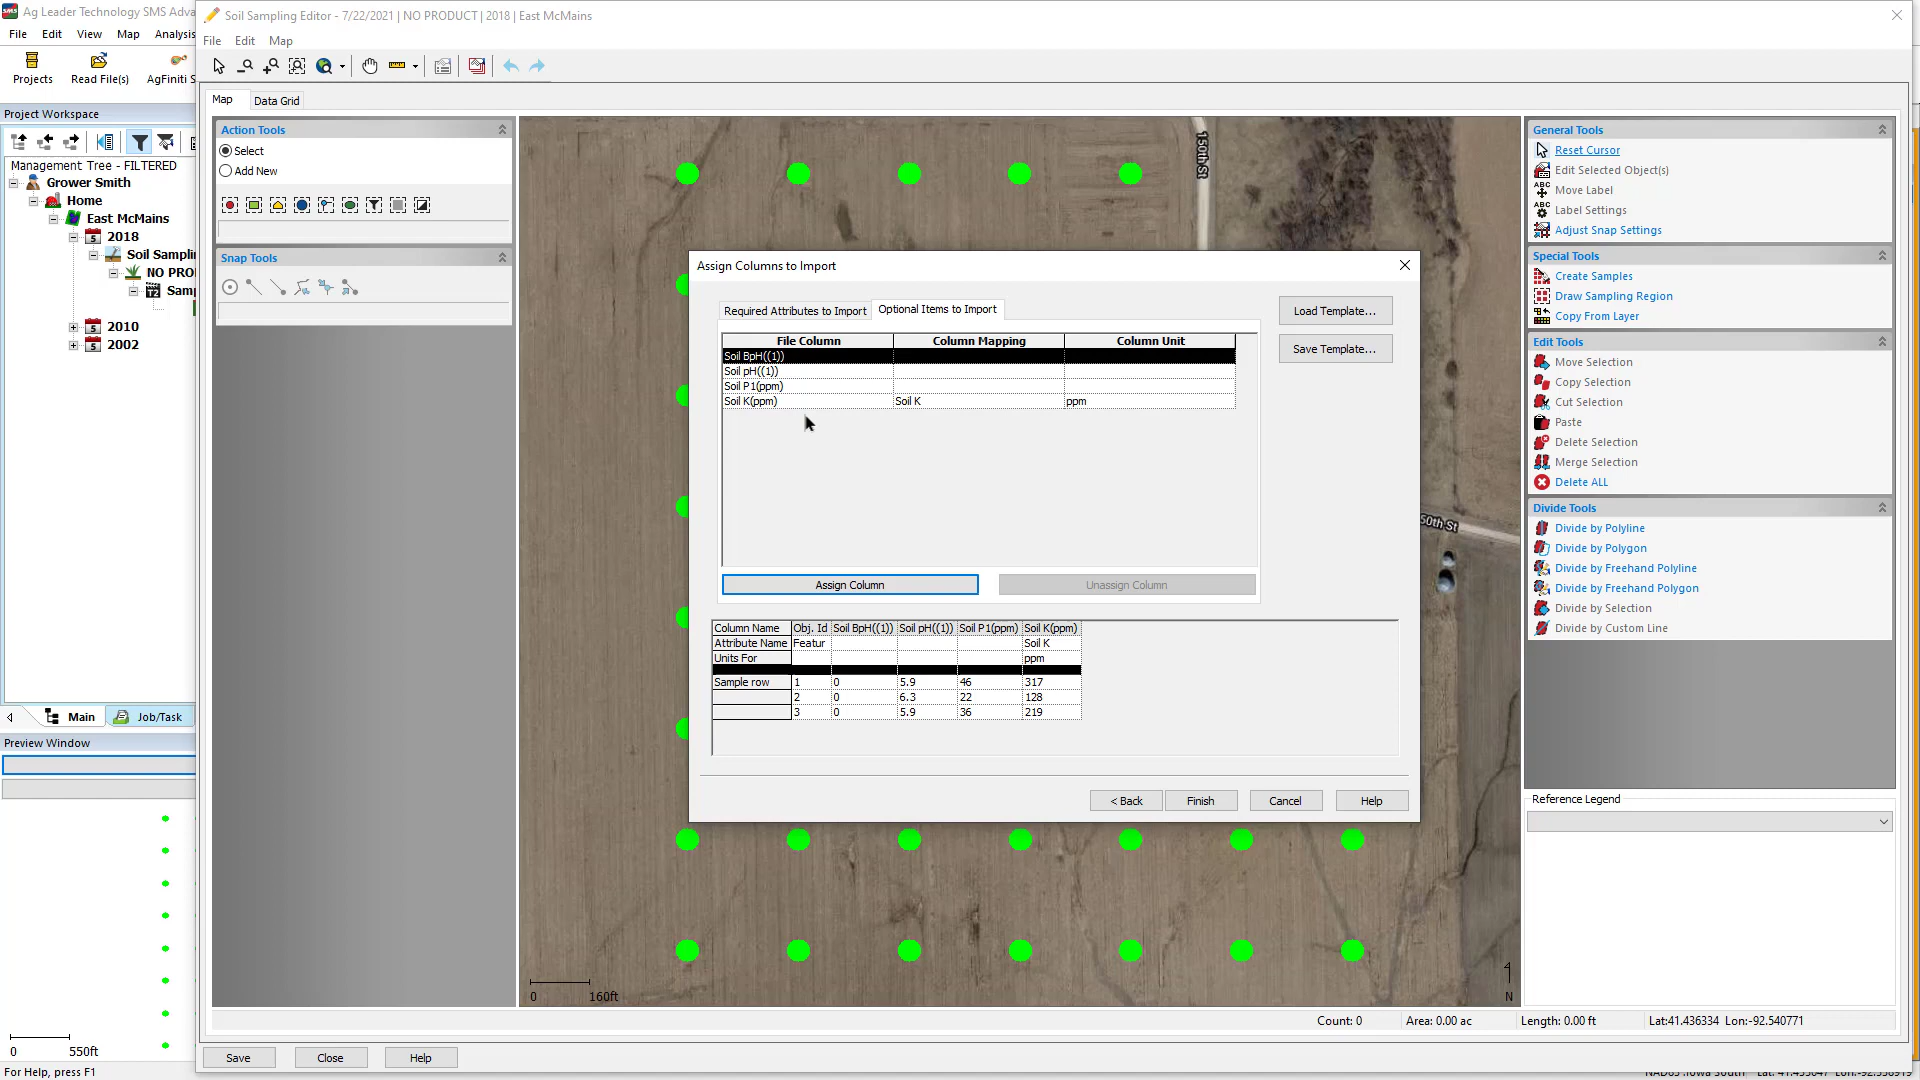 Ag Leader Technology SMS Adva
File Edit View Map Analysis
Projects Read File(s) AgFiniti S
Project Workspace
Management Tree - FILTERED
Grower Smith
Home
East McMains
2018
Soil Samplin
NO PRO
Samp
2010
2002
Main Job/Task
Preview Window
0 550ft
For Help, press F1
Soil Sampling Editor - 7/22/2021 | NO PRODUCT | 2018 | East McMains
File Edit Map
Map Data Grid
Action Tools
Select
Add New
Snap Tools
150th St
50th St
0 160ft
N
Assign Columns to Import
Required Attributes to Import Optional Items to Import
Load Template...
Save Template...
File Column Column Mapping Column Unit
Soil BpH((1))
Soil pH((1))
Soil P1(ppm)
Soil K(ppm) Soil K ppm
Assign Column Unassign Column
Column Name Obj. Id Soil BpH((1)) Soil pH((1)) Soil P1(ppm) Soil K(ppm)
Attribute Name Featur Soil K
Units For ppm
Sample row 1 0 5.9 46 317
2 0 6.3 22 128
3 0 5.9 36 219
< Back Finish Cancel Help
General Tools
Reset Cursor
Edit Selected Object(s)
ABC Move Label
ABC Label Settings
Adjust Snap Settings
Special Tools
Create Samples
Draw Sampling Region
Copy From Layer
Edit Tools
Move Selection
Copy Selection
Cut Selection
Paste
Delete Selection
Merge Selection
Delete ALL
Divide Tools
Divide by Polyline
Divide by Polygon
Divide by Freehand Polyline
Divide by Freehand Polygon
Divide by Selection
Divide by Custom Line
Reference Legend
Count: 0 Area: 0.00 ac Length: 0.00 ft Lat:41.436334 Lon:-92.540771
Save Close Help